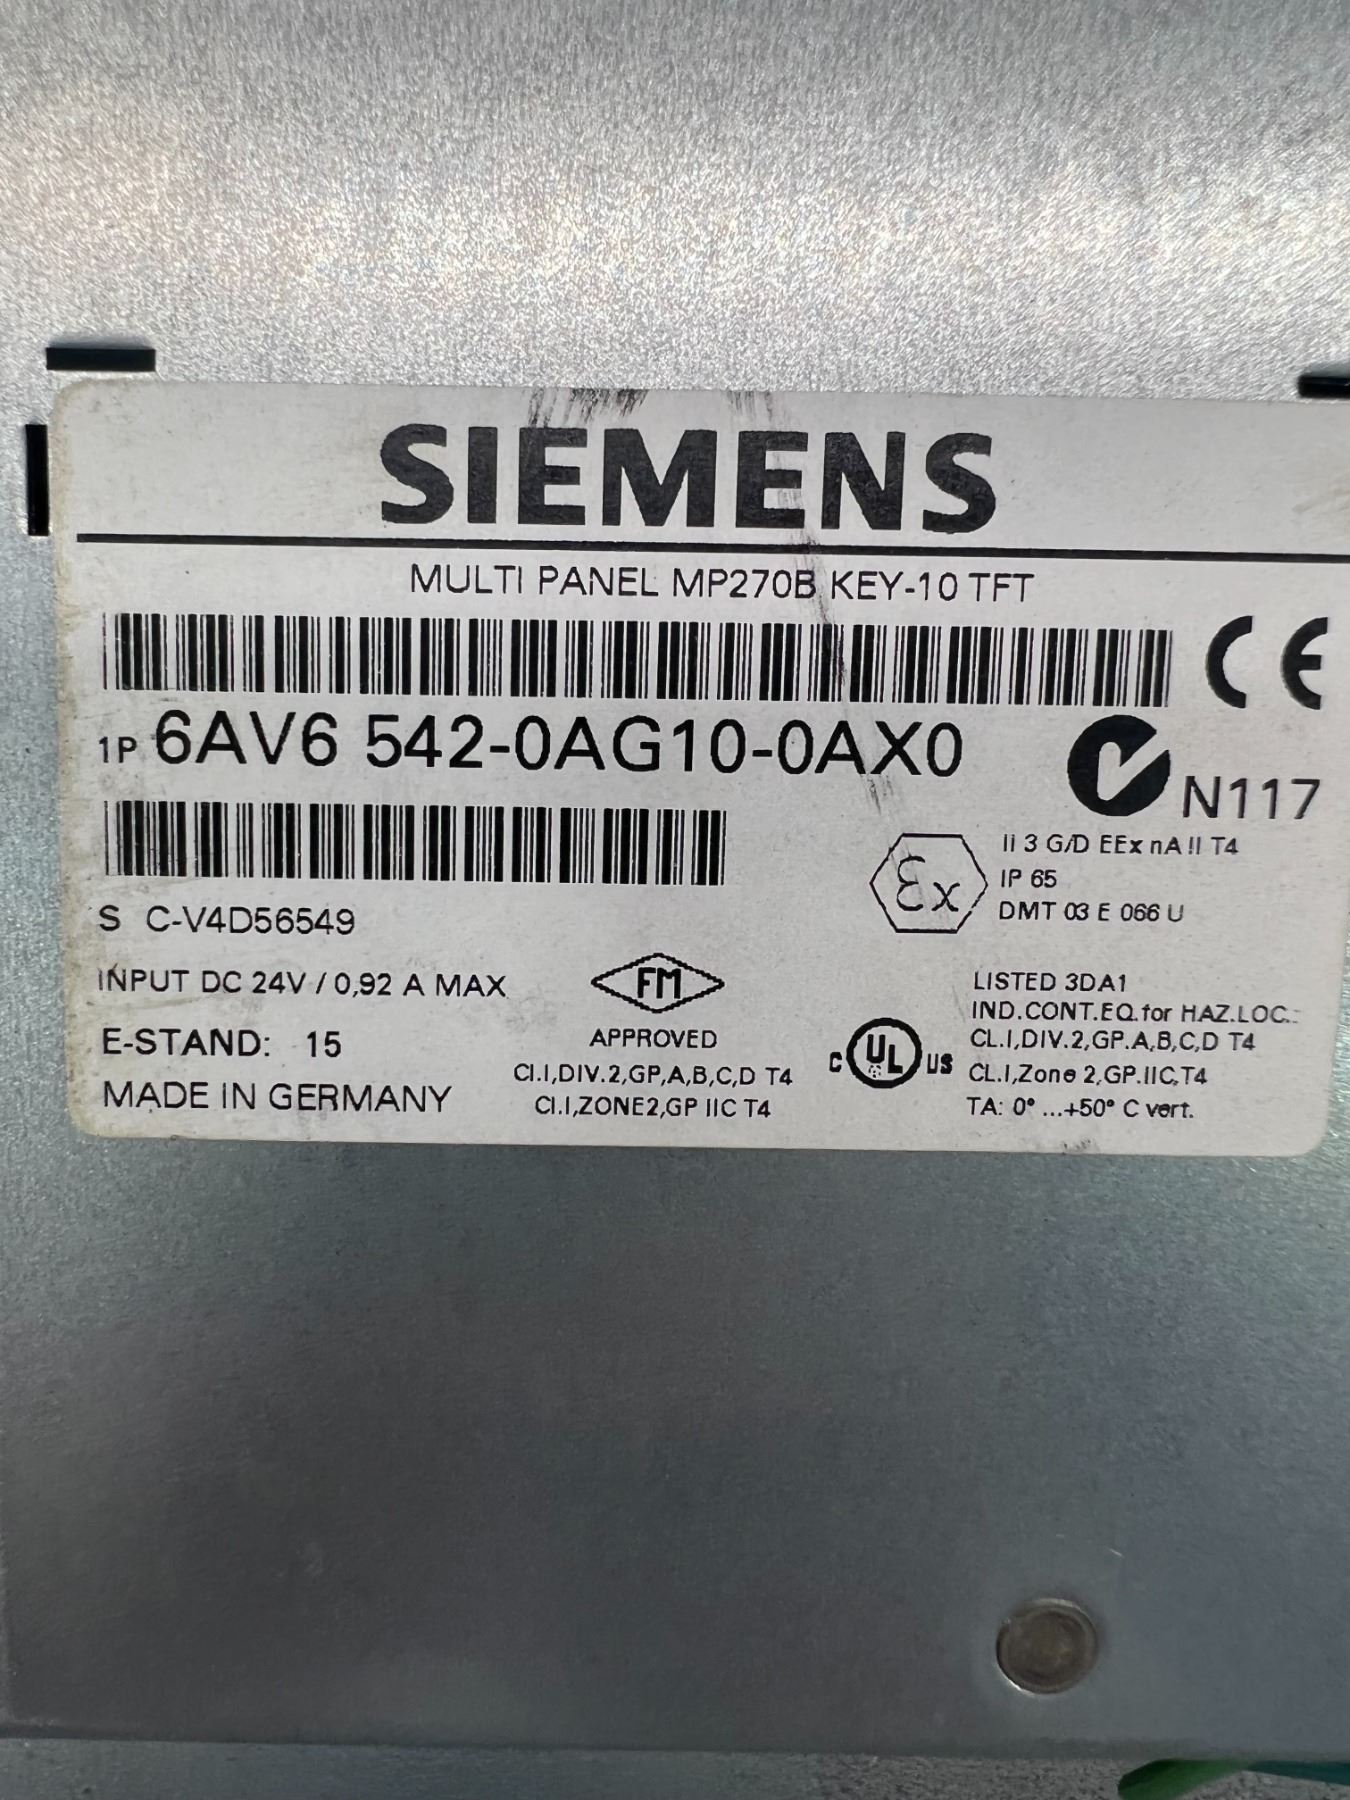 SIEMENS
MULTI PANEL MP270B KEY-10 TFT
CE
1P 6AV6 542-0AG10-0AX0
N117
Ex
II 3 G/D EEx nA II T4
IP 65
DMT 03 E 066 U
S C-V4D56549
INPUT DC 24V / 0,92 A MAX
E-STAND: 15
MADE IN GERMANY
FM
APPROVED
Cl.I,DIV.2,GP,A,B,C,D T4
Cl.I,ZONE2,GP IIC T4
C UL US
LISTED 3DA1
IND.CONT.EQ.for HAZ.LOC.:
CL.I,DIV.2,GP.A,B,C,D T4
CL.I,Zone 2,GP.IIC,T4
TA: 0° ...+50° C vert.